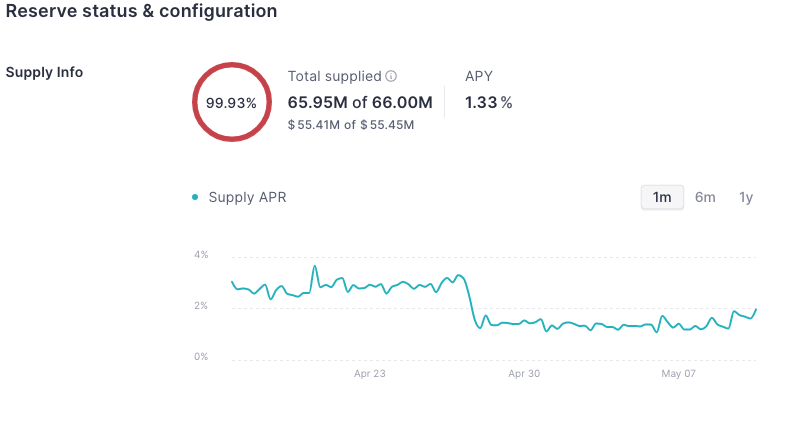 Reserve status & configuration
Supply Info
99.93%
Total supplied
65.95M of 66.00M
$55.41M of $55.45M
APY
1.33%
Supply APR
1m
6m
1y
4%
2%
0%
Apr 23
Apr 30
May 07